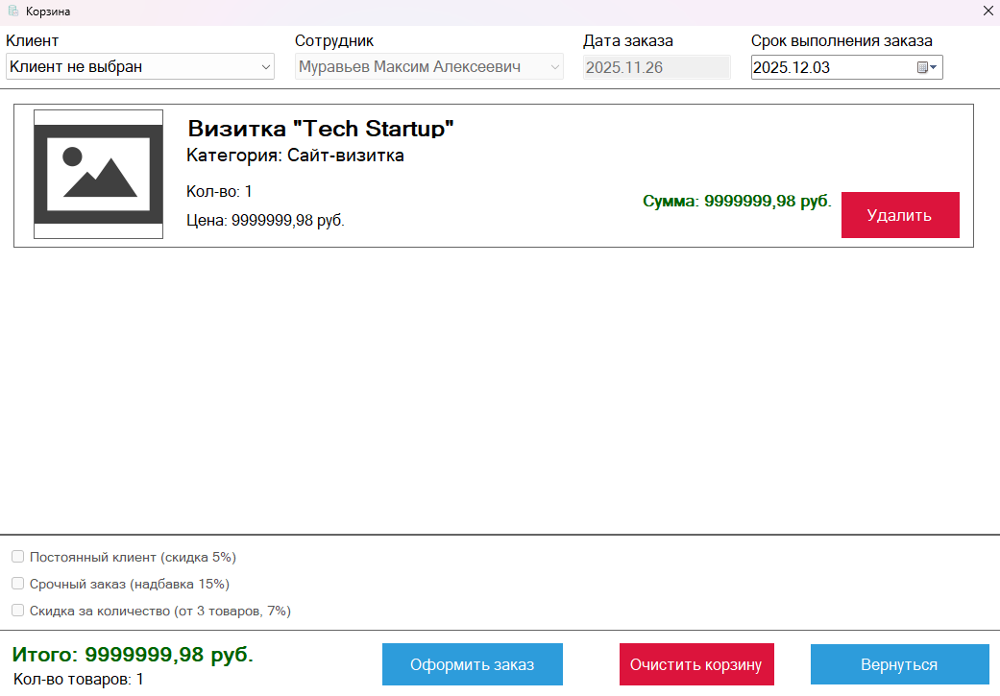 Корзина
Клиент
Сотрудник
Дата заказа
Срок выполнения заказа
Клиент не выбран
Муравьев Максим Алексеевич
2025.11.26
2025.12.03
Визитка "Tech Startup"
Категория: Сайт-визитка
Кол-во: 1
Цена: 9999999,98 руб.
Сумма: 9999999,98 руб.
Удалить
Постоянный клиент (скидка 5%)
Срочный заказ (надбавка 15%)
Скидка за количество (от 3 товаров, 7%)
Итого: 9999999,98 руб.
Кол-во товаров: 1
Оформить заказ
Очистить корзину
Вернуться